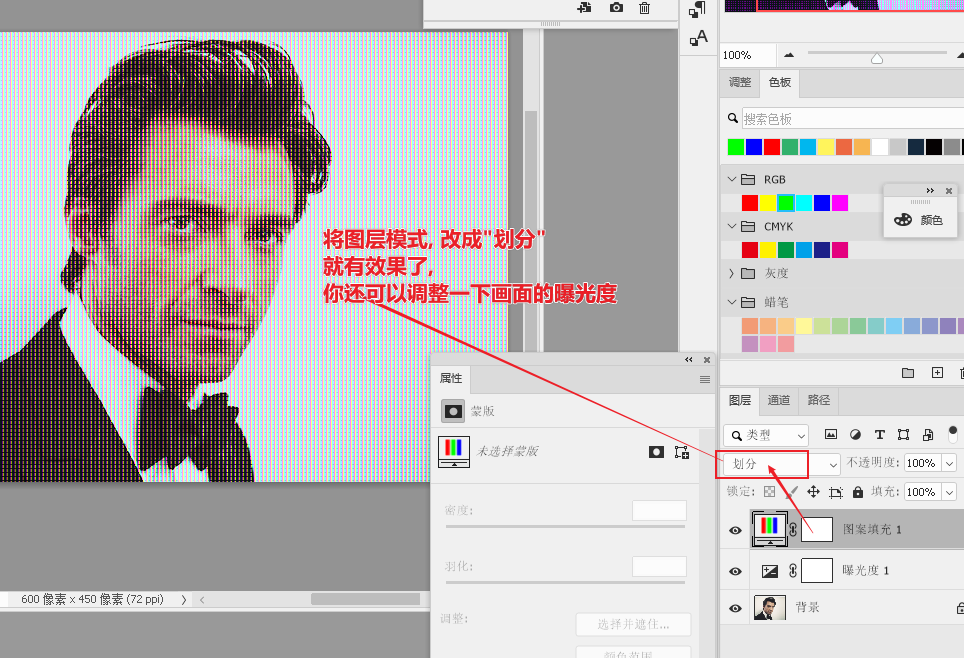 100%
调整
色板
搜索色板
RGB
CMYK
颜色
灰度
蜡笔
将图层模式, 改成"划分"
就有效果了,
你还可以调整一下画面的曝光度
属性
蒙版
未选择蒙版
密度:
羽化:
调整:
选择并遮住...
颜色范围...
图层
通道
路径
类型
划分
不透明度: 100%
锁定:
填充: 100%
图案填充 1
曝光度 1
背景
600 像素 x 450 像素 (72 ppi)